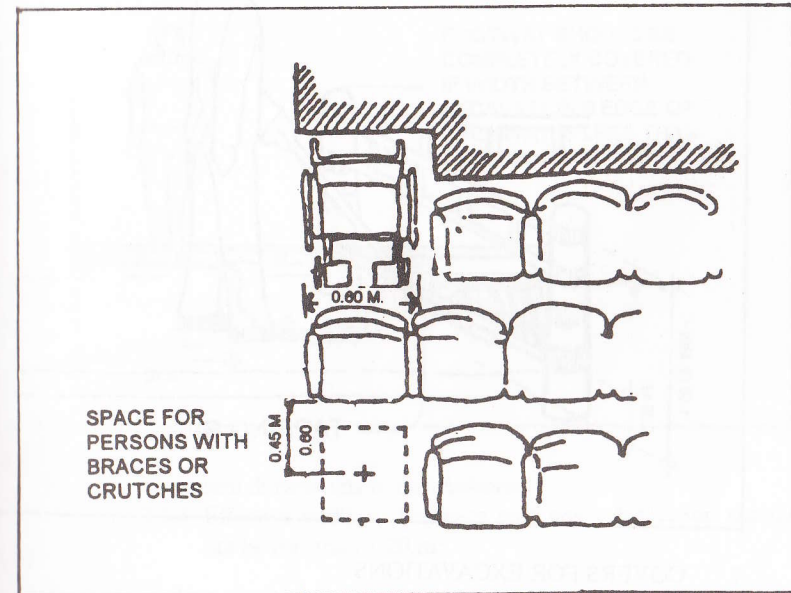 0.60 M.
SPACE FOR
PERSONS WITH
BRACES OR
CRUTCHES
0.45 M
0.60